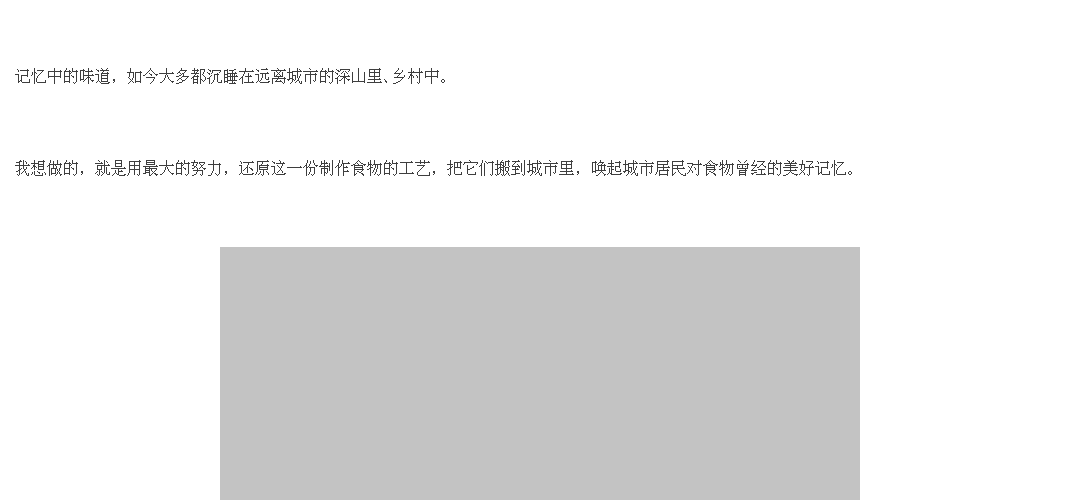 记忆中的味道，如今大多都沉睡在远离城市的深山里、乡村中。
我想做的，就是用最大的努力，还原这一份制作食物的工艺，把它们搬到城市里，唤起城市居民对食物曾经的美好记忆。